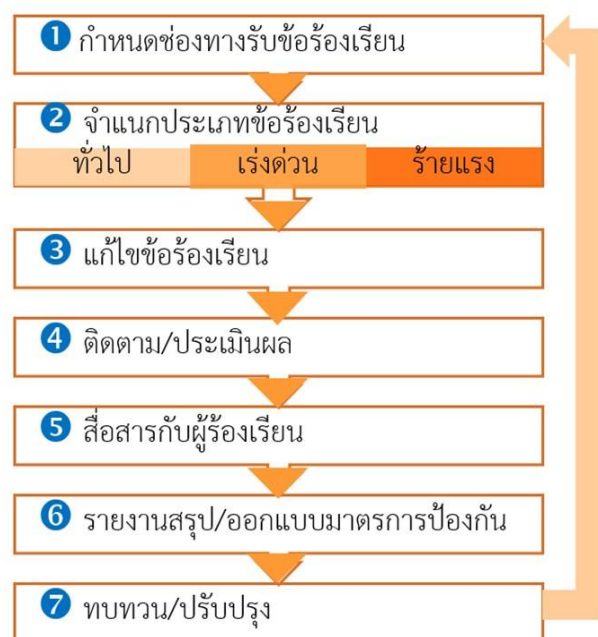 ❶ กำหนดช่องทางรับข้อร้องเรียน
❷ จำแนกประเภทข้อร้องเรียน
ทั่วไป เร่งด่วน ร้ายแรง
❸ แก้ไขข้อร้องเรียน
❹ ติดตาม/ประเมินผล
❺ สื่อสารกับผู้ร้องเรียน
❻ รายงานสรุป/ออกแบบมาตรการป้องกัน
❼ ทบทวน/ปรับปรุง